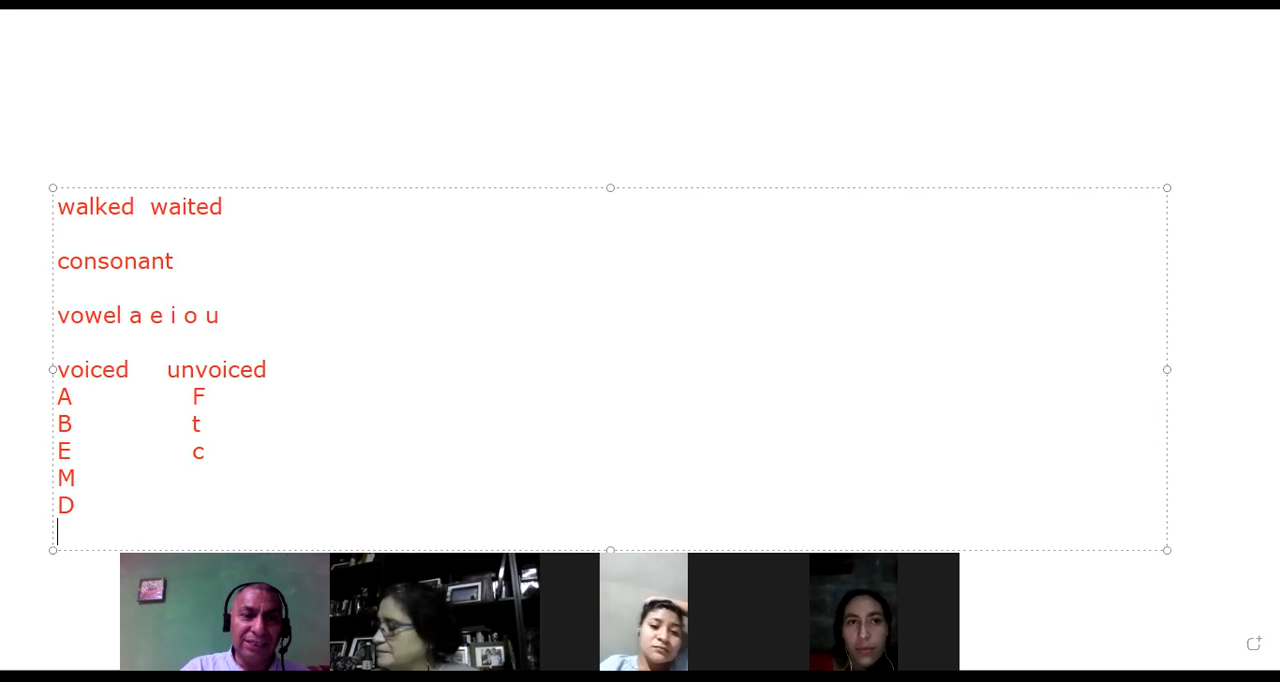 walked waited
consonant
vowel a e i o u
voiced unvoiced
A F
B t
E c
M
D